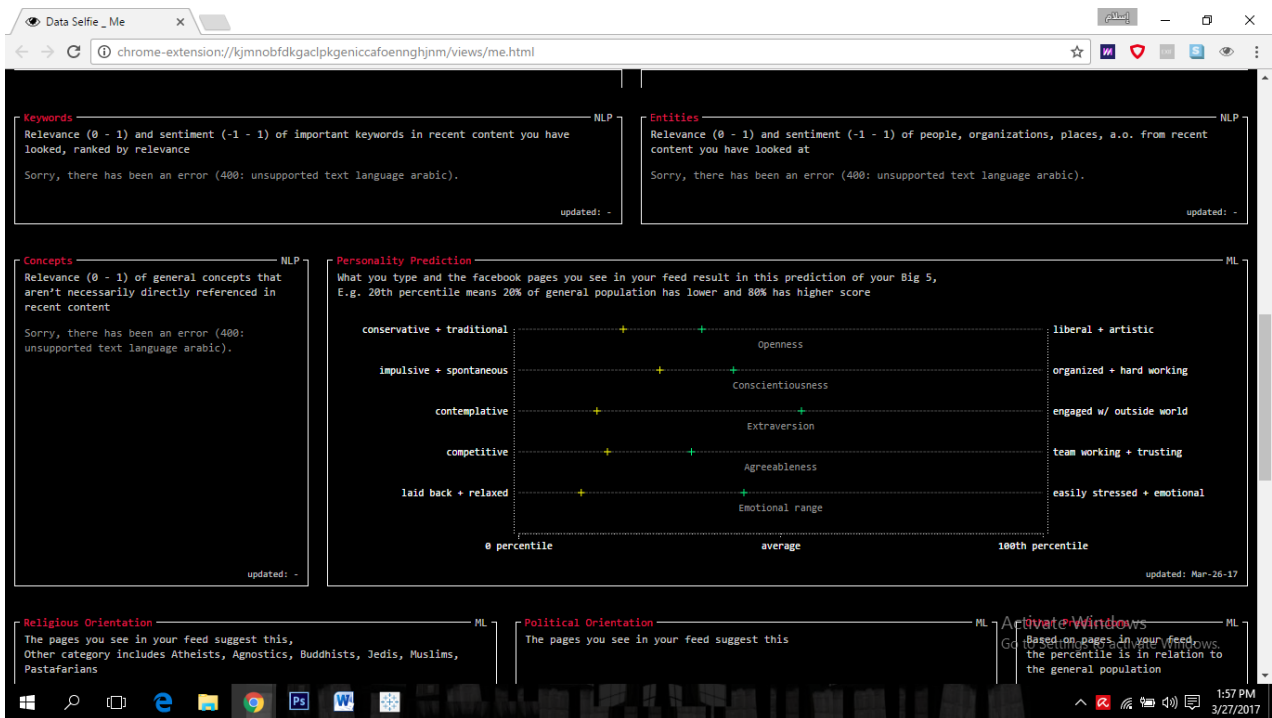 Data Selfie _ Me
إسلام
chrome-extension://kjmnobfdkgaclpkgeniccafoennghjnm/views/me.html
Keywords
NLP
Relevance (0 - 1) and sentiment (-1 - 1) of important keywords in recent content you have
looked, ranked by relevance
Sorry, there has been an error (400: unsupported text language arabic).
updated: -
Entities
NLP
Relevance (0 - 1) and sentiment (-1 - 1) of people, organizations, places, a.o. from recent
content you have looked at
Sorry, there has been an error (400: unsupported text language arabic).
updated: -
Concepts
NLP
Relevance (0 - 1) of general concepts that
aren't necessarily directly referenced in
recent content
Sorry, there has been an error (400:
unsupported text language arabic).
updated: -
Personality Prediction
ML
What you type and the facebook pages you see in your feed result in this prediction of your Big 5,
E.g. 20th percentile means 20% of general population has lower and 80% has higher score
conservative + traditional
liberal + artistic
Openness
impulsive + spontaneous
organized + hard working
Conscientiousness
contemplative
engaged w/ outside world
Extraversion
competitive
team working + trusting
Agreeableness
laid back + relaxed
easily stressed + emotional
Emotional range
0 percentile
average
100th percentile
updated: Mar-26-17
Religious Orientation
ML
The pages you see in your feed suggest this,
Other category includes Atheists, Agnostics, Buddhists, Jedis, Muslims,
Pastafarians
Political Orientation
ML
The pages you see in your feed suggest this
ML
Based on pages in your feed,
the percentile is in relation to
the general population
Activate Windows
Go to Settings to activate Windows.
Ps
W
1:57 PM
3/27/2017